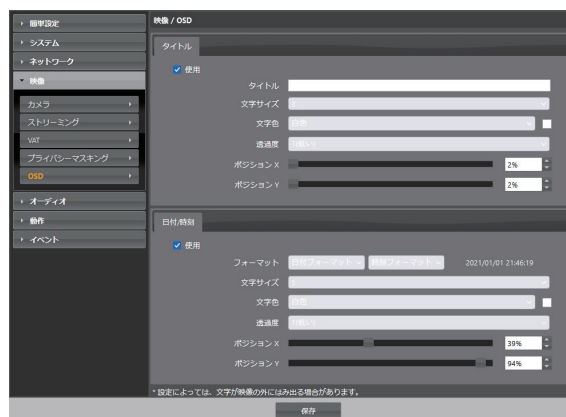 簡単設定
システム
ネットワーク
映像
カメラ
ストリーミング
VAT
プライバシーマスキング
OSD
オーディオ
動作
イベント
映像 / OSD
タイトル
使用
タイトル
文字サイズ
文字色 白色
透過度
ポジション X 2%
ポジション Y 2%
日付/時刻
使用
フォーマット 日付フォーマット 時刻フォーマット 2021/01/01 21:46:19
文字サイズ
文字色 白色
透過度
ポジション X 39%
ポジション Y 94%
* 設定によっては、文字が映像の外にはみ出る場合があります。
保存